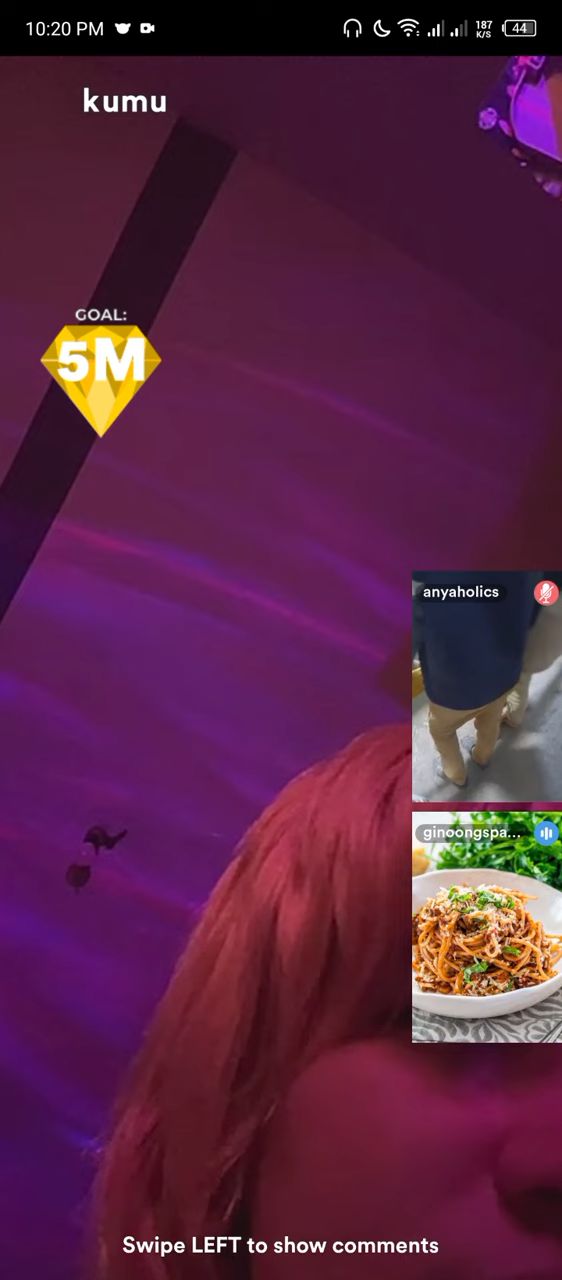 10:20 PM
187
K/S
44
kumu
GOAL:
5M
anyaholics
ginoongspa...
Swipe LEFT to show comments